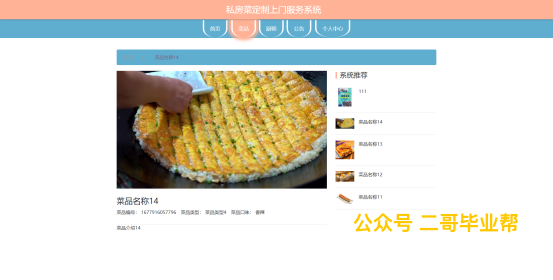 私房菜定制上门服务系统
首页 菜品 厨师 公告 个人中心
菜品名称14
系统推荐
111
菜品名称14
菜品名称13
菜品名称12
菜品名称11
菜品名称14
菜品编号: 1677916057796 菜品类型: 菜品类型4 菜品口味: 香辣
菜品介绍14
公众号 二哥毕业帮